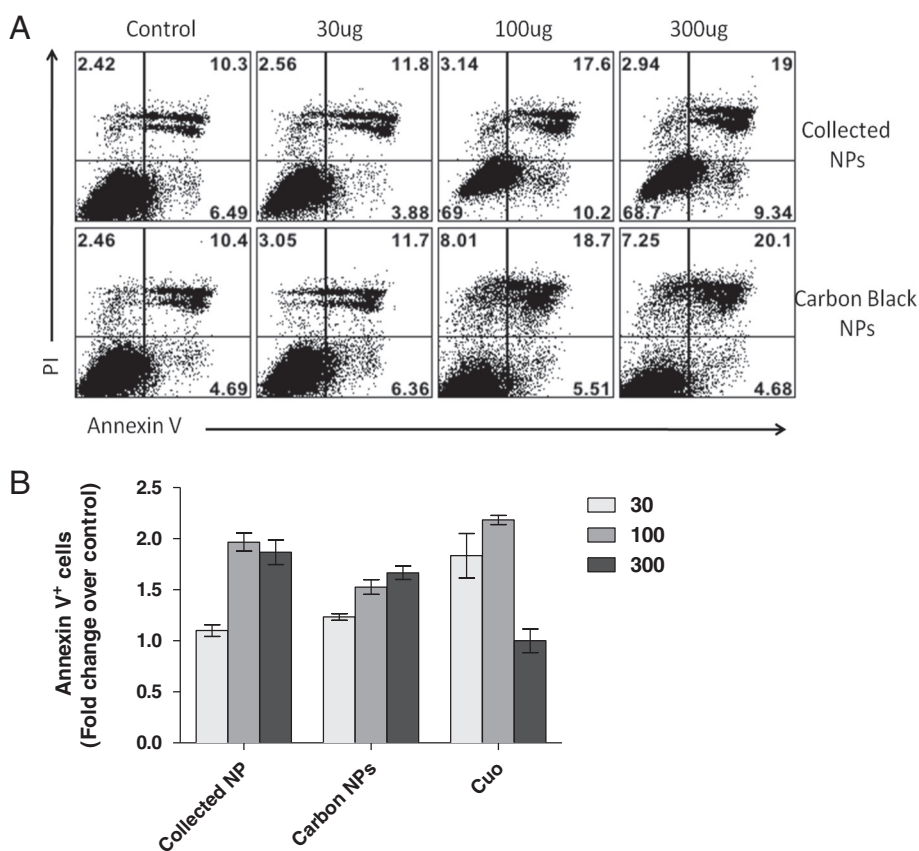 A
Control 30ug 100ug 300ug
2.42 10.3 2.56 11.8 3.14 17.6 2.94 19
Collected
NPs
6.49 3.88 69 10.2 68.7 9.34
2.46 10.4 3.05 11.7 8.01 18.7 7.25 20.1
Carbon Black
NPs
4.69 6.36 5.51 4.68
PI
Annexin V
B
Annexin V+ cells
(Fold change over control)
2.5
2.0
1.5
1.0
0.5
0.0
30
100
300
Collected NP
Carbon NPs
Cuo